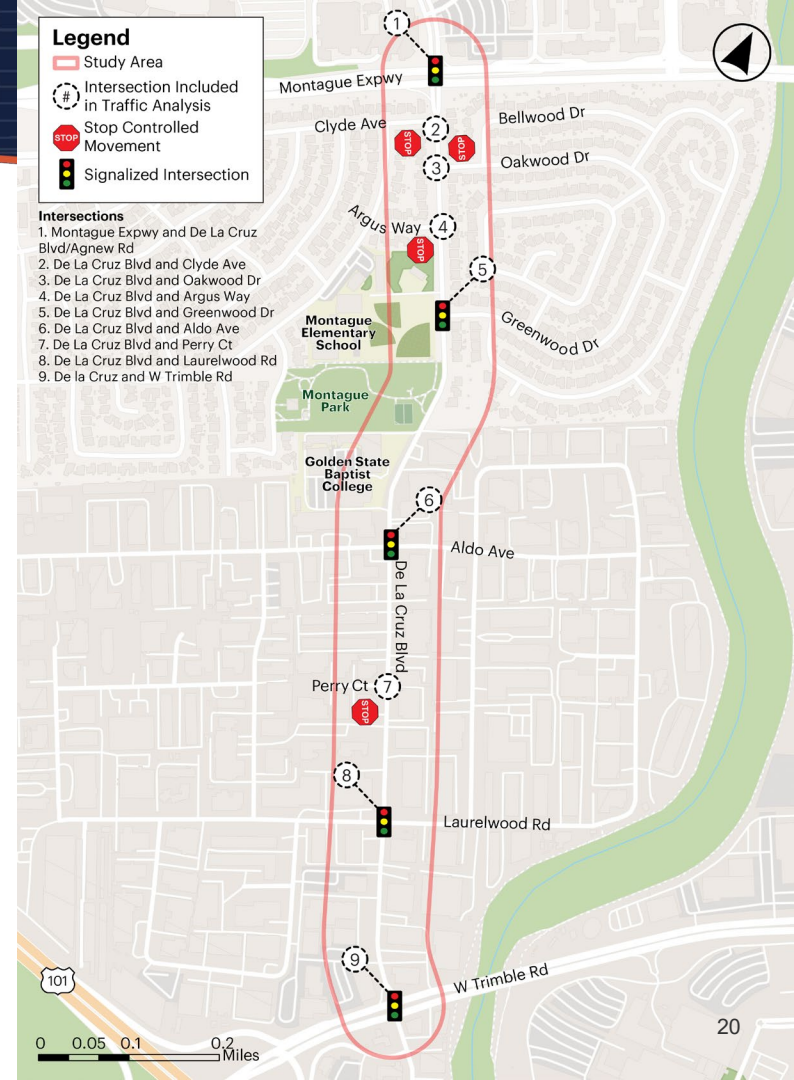 Legend
Study Area
# Intersection Included
in Traffic Analysis
STOP Stop Controlled
Movement
Signalized Intersection
Intersections
1. Montague Expwy and De La Cruz
Blvd/Agnew Rd
2. De La Cruz Blvd and Clyde Ave
3. De La Cruz Blvd and Oakwood Dr
4. De La Cruz Blvd and Argus Way
5. De La Cruz Blvd and Greenwood Dr
6. De La Cruz Blvd and Aldo Ave
7. De La Cruz Blvd and Perry Ct
8. De La Cruz Blvd and Laurelwood Rd
9. De la Cruz and W Trimble Rd
1
Montague Expwy
Clyde Ave
2
Bellwood Dr
STOP
STOP
3
Oakwood Dr
Argus Way
4
STOP
5
Greenwood Dr
Montague
Elementary
School
Montague
Park
Golden State
Baptist
College
6
Aldo Ave
De La Cruz Blvd
Perry Ct
7
STOP
8
Laurelwood Rd
9
W Trimble Rd
101
20
0 0.05 0.1 0.2
Miles